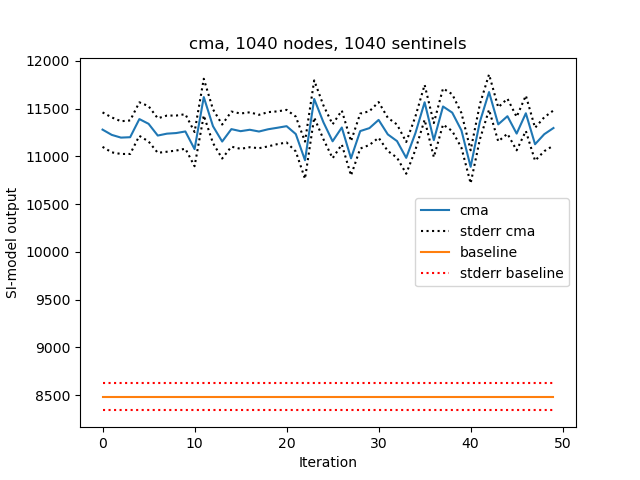 cma, 1040 nodes, 1040 sentinels
12000
11500
11000
10500
10000
9500
9000
8500
SI-model output
cma
stderr cma
baseline
stderr baseline
0 10 20 30 40 50
Iteration